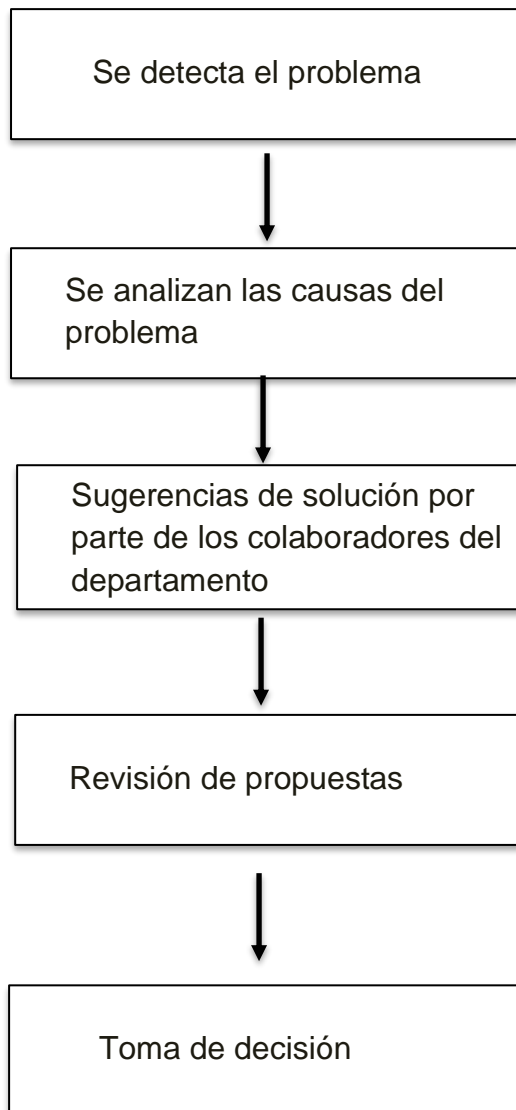 Se detecta el problema
Se analizan las causas del
problema
Sugerencias de solución por
parte de los colaboradores del
departamento
Revisión de propuestas
Toma de decisión